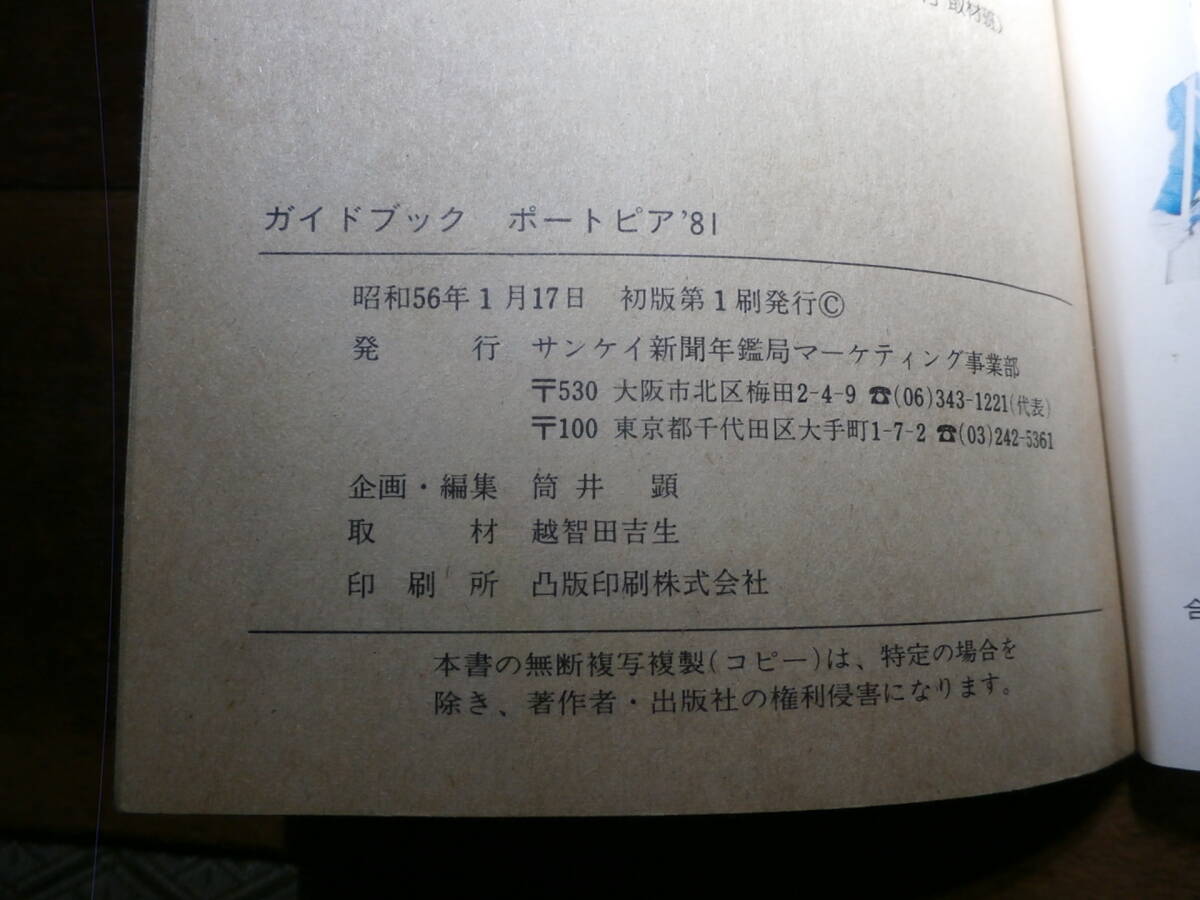 取材班)
ガイドブック ポートピア'81
昭和56年1月17日 初版第1刷発行©
発行 サンケイ新聞年鑑局マーケティング事業部
〒530 大阪市北区梅田2-4-9 ☎(06)343-1221(代表)
〒100 東京都千代田区大手町1-7-2 ☎(03)242-5361
企画・編集 筒井 顕
取材 越智田吉生
印刷所 凸版印刷株式会社
本書の無断複写複製(コピー)は、特定の場合を
除き、著作者・出版社の権利侵害になります。